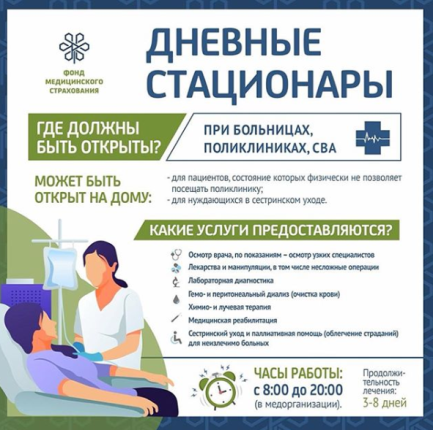 ФОНД
МЕДИЦИНСКОГО
СТРАХОВАНИЯ
ДНЕВНЫЕ
СТАЦИОНАРЫ
ГДЕ ДОЛЖНЫ
БЫТЬ ОТКРЫТЫ?
ПРИ БОЛЬНИЦАХ,
ПОЛИКЛИНИКАХ, СВА
МОЖЕТ БЫТЬ
ОТКРЫТ НА ДОМУ:
- для пациентов, состояние которых физически не позволяет
посещать поликлинику;
- для нуждающихся в сестринском уходе.
КАКИЕ УСЛУГИ ПРЕДОСТАВЛЯЮТСЯ?
Осмотр врача, по показаниям – осмотр узких специалистов
Лекарства и манипуляции, в том числе несложные операции
Лабораторная диагностика
Гемо- и перитонеальный диализ (очистка крови)
Химио- и лучевая терапия
Медицинская реабилитация
Сестринский уход и паллиативная помощь (облегчение страданий)
для неизлечимо больных
ЧАСЫ РАБОТЫ:
с 8:00 до 20:00
(в медорганизации).
Продолжи-
тельность
лечения:
3-8 дней